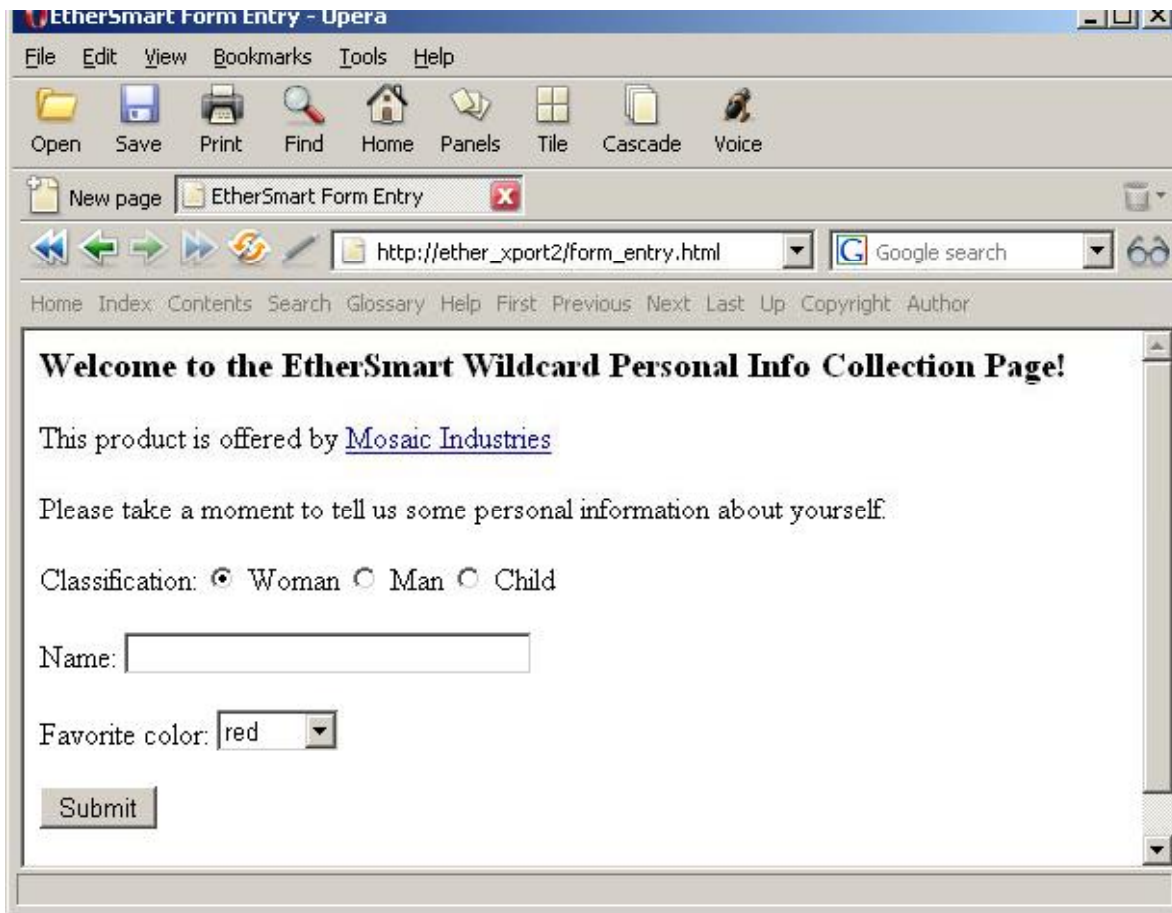 EtherSmart Form Entry - Opera
File Edit View Bookmarks Tools Help
Open Save Print Find Home Panels Tile Cascade Voice
New page EtherSmart Form Entry
http://ether_xport2/form_entry.html G Google search
Home Index Contents Search Glossary Help First Previous Next Last Up Copyright Author
Welcome to the EtherSmart Wildcard Personal Info Collection Page!
This product is offered by Mosaic Industries
Please take a moment to tell us some personal information about yourself.
Classification: Woman Man Child
Name:
Favorite color: red
Submit